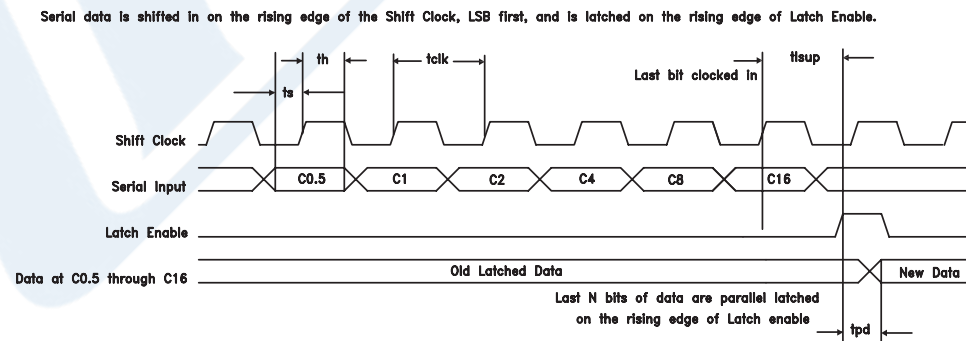 Serial data is shifted in on the rising edge of the Shift Clock, LSB first, and is latched on the rising edge of Latch Enable.
th
tclk
tlsup
Last bit clocked in
ts
Shift Clock
Serial Input
C0.5
C1
C2
C4
C8
C16
Latch Enable
Data at C0.5 through C16
Old Latched Data
New Data
Last N bits of data are parallel latched
on the rising edge of Latch enable
tpd